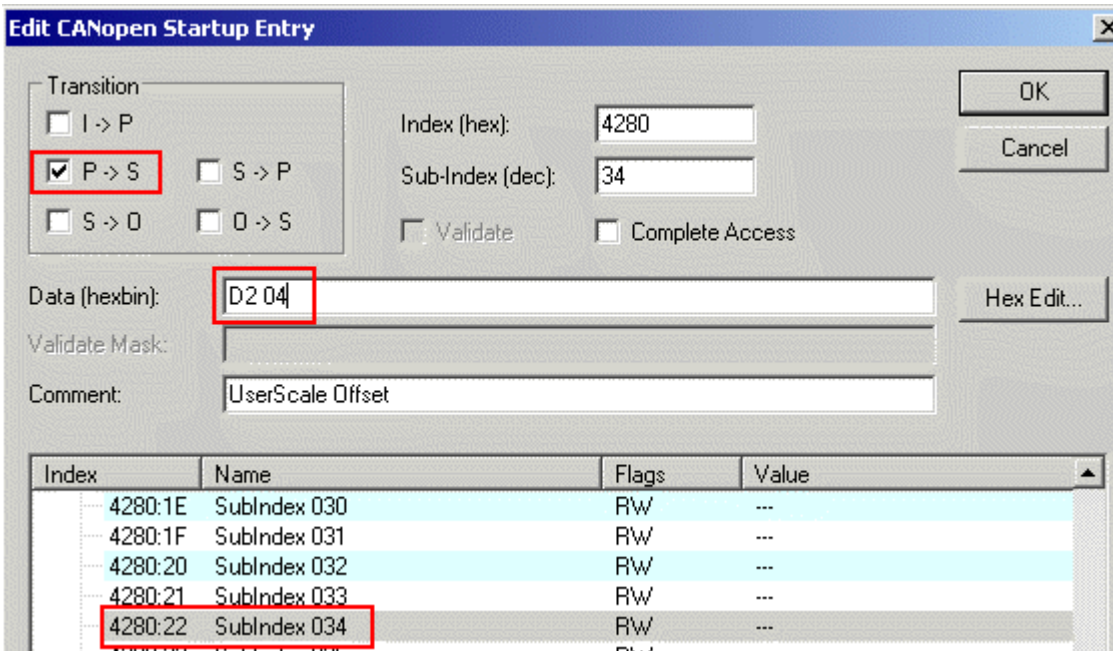 Edit CANopen Startup Entry
Transition
I -> P
P -> S
S -> P
S -> O
O -> S
Index (hex):
4280
Sub-Index (dec):
34
Validate
Complete Access
OK
Cancel
Data (hexbin):
D2 04
Hex Edit...
Validate Mask:
Comment:
UserScale Offset
Index Name Flags Value
4280:1E SubIndex 030 RW ---
4280:1F SubIndex 031 RW ---
4280:20 SubIndex 032 RW ---
4280:21 SubIndex 033 RW ---
4280:22 SubIndex 034 RW ---